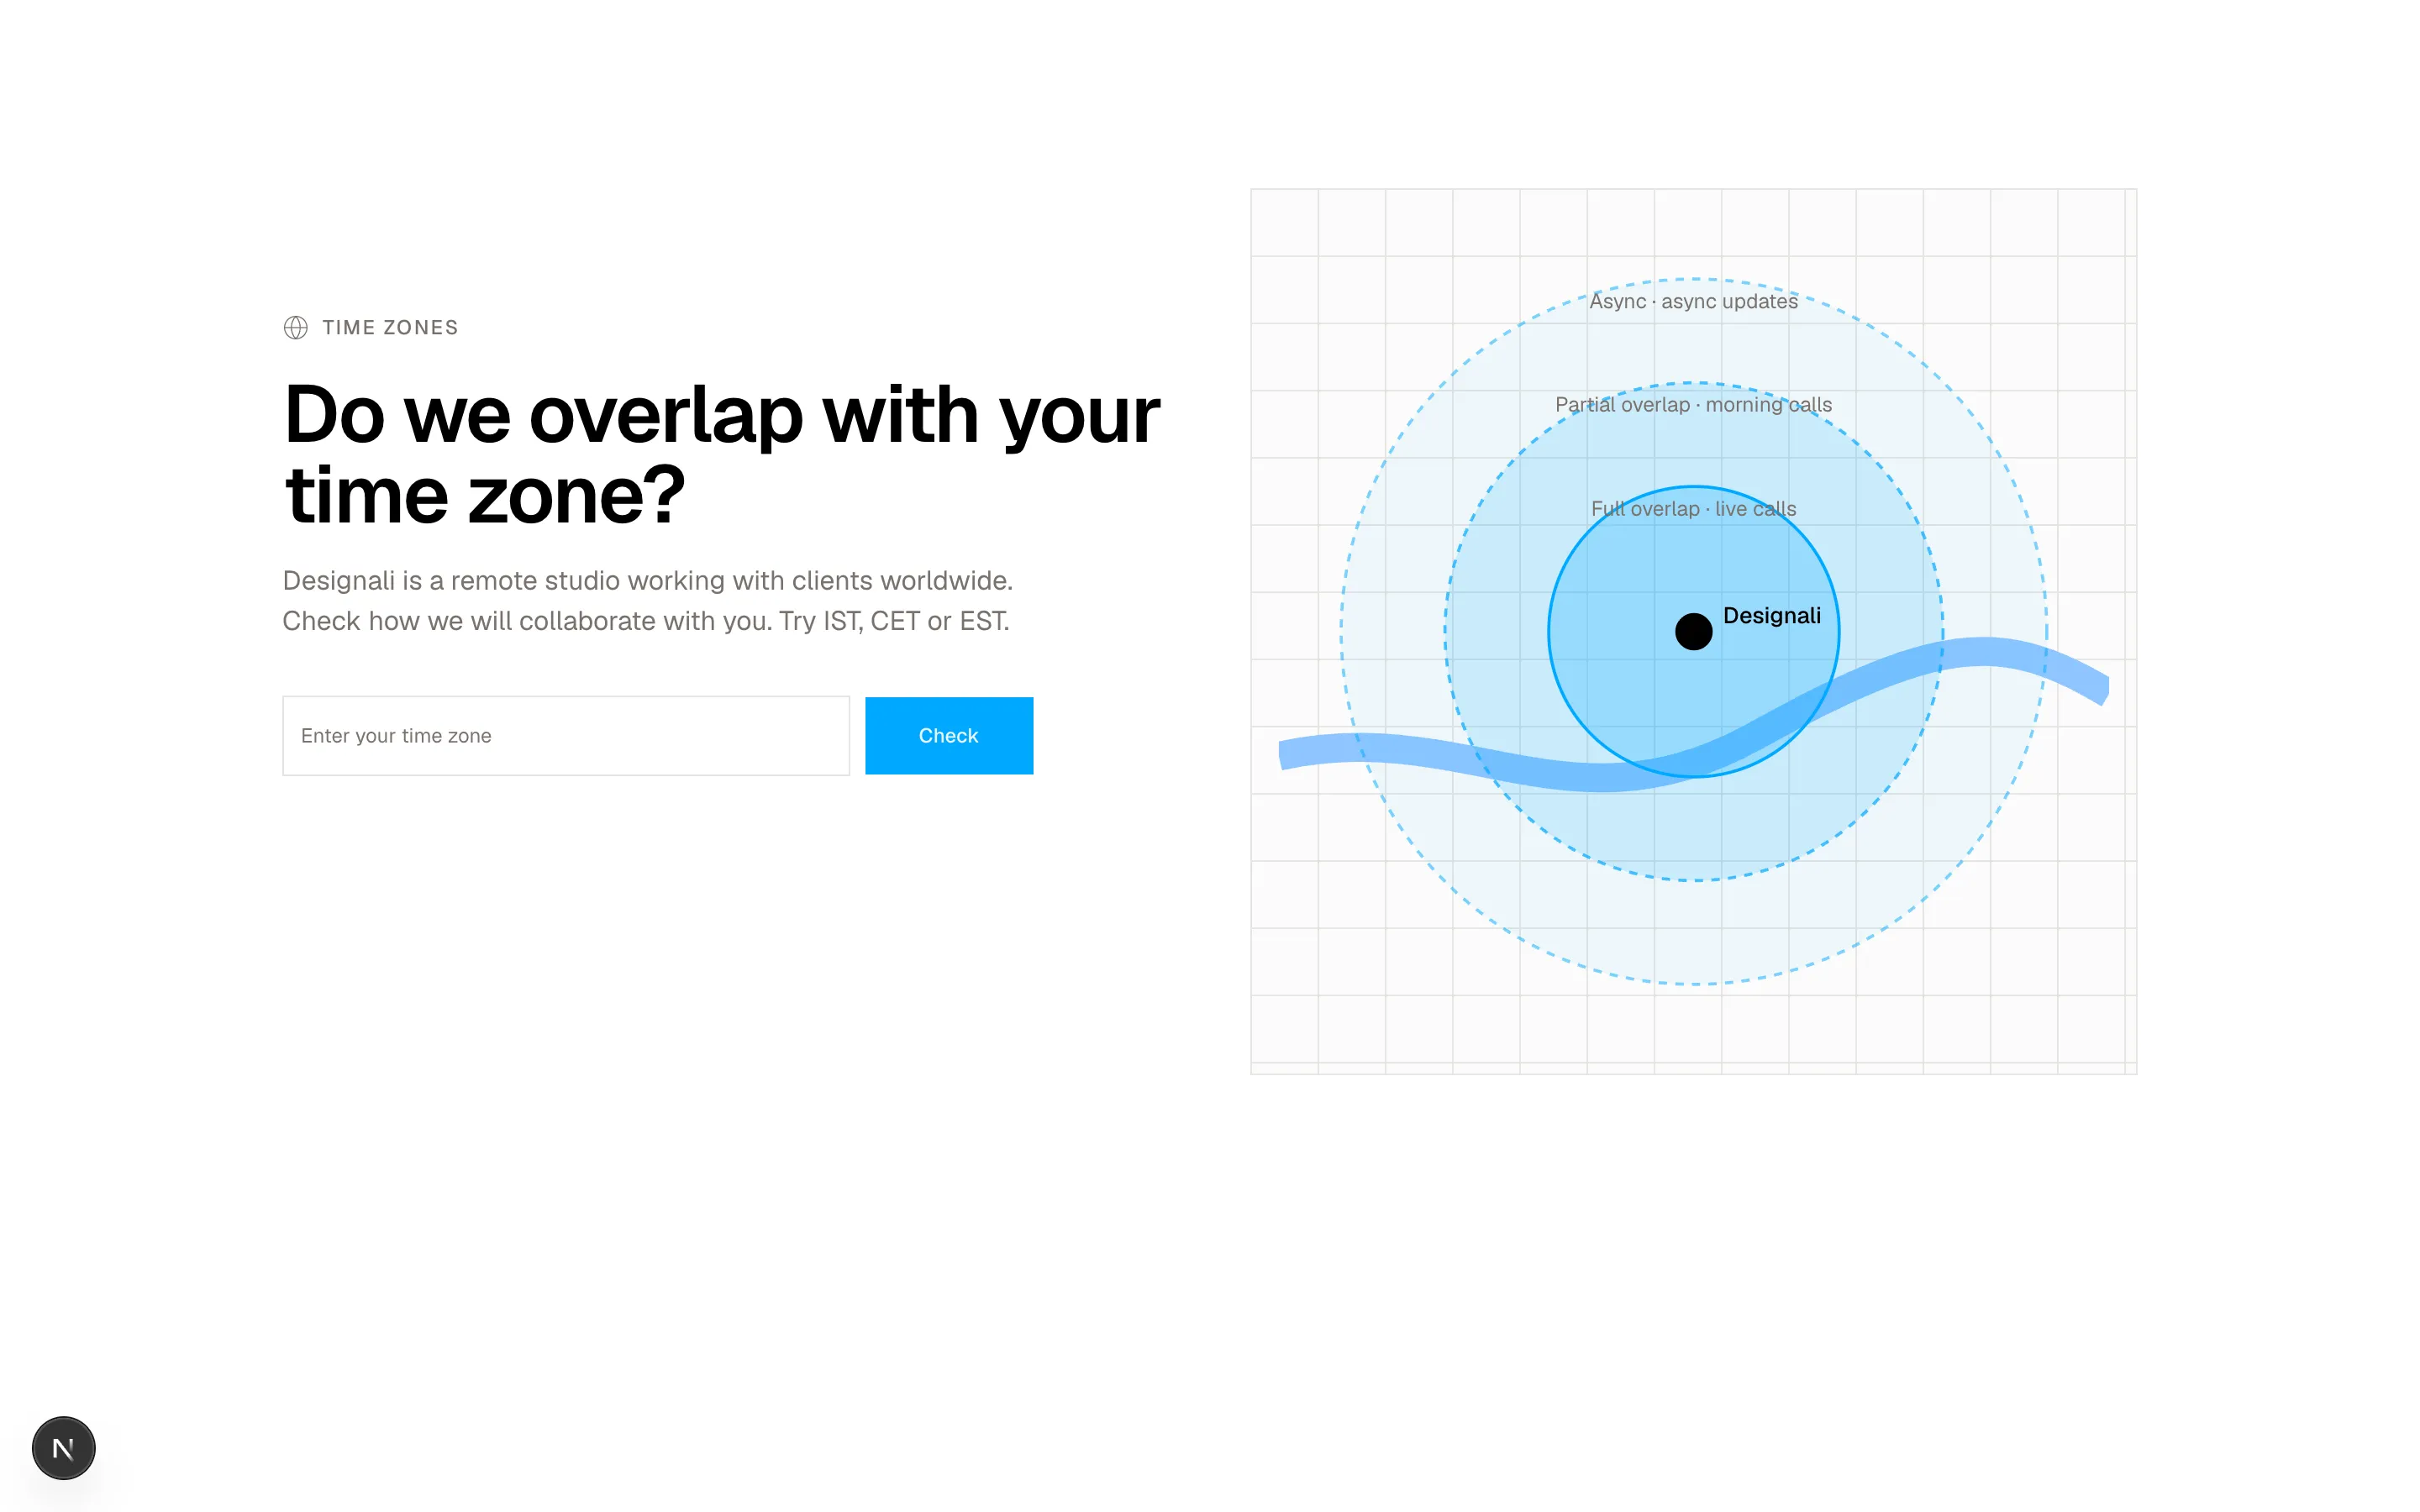 TIME ZONES
Do we overlap with your
time zone?
Designali is a remote studio working with clients worldwide.
Check how we will collaborate with you. Try IST, CET or EST.
Enter your time zone
Check
Async · async updates
Partial overlap · morning calls
Full overlap · live calls
Designali
N